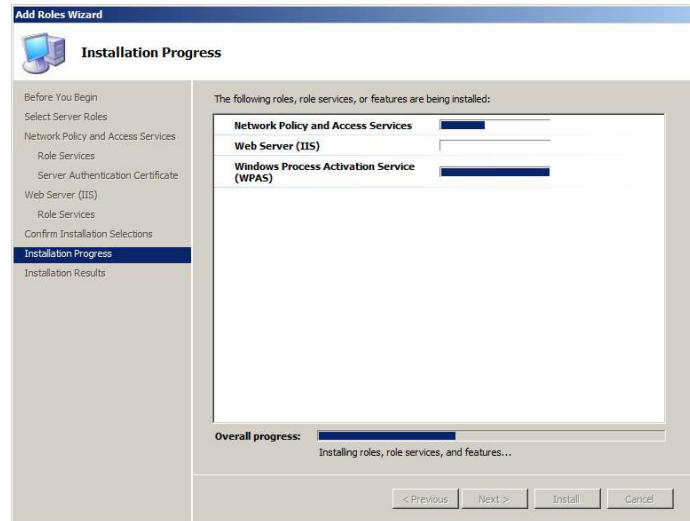 Add Roles Wizard
Installation Progress
Before You Begin
Select Server Roles
Network Policy and Access Services
Role Services
Server Authentication Certificate
Web Server (IIS)
Role Services
Confirm Installation Selections
Installation Progress
Installation Results
The following roles, role services, or features are being installed:
Network Policy and Access Services
Web Server (IIS)
Windows Process Activation Service
(WPAS)
Overall progress:
Installing roles, role services, and features...
< Previous
Next >
Install
Cancel